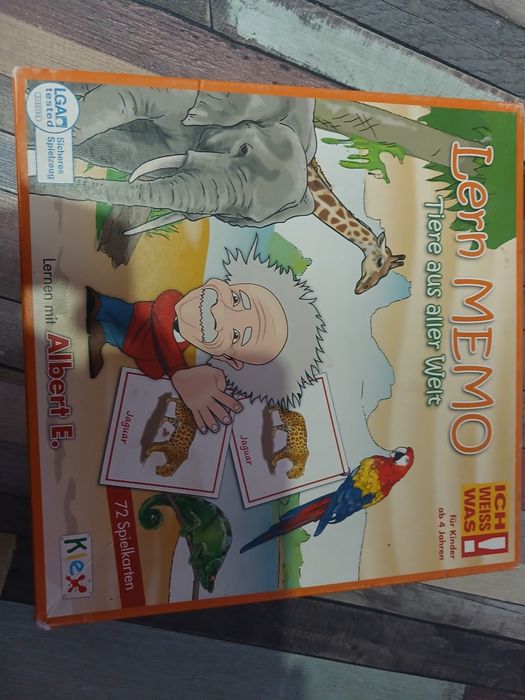 Lern MEMO
Tiere aus aller Welt
ICH
WEISS
WAS!
für Kinder
ab 4 Jahren
LGA
tested
Sicheres
Spielzeug
Lernen mit Albert E.
Jaguar
Jaguar
72 Spielkarten
Klex